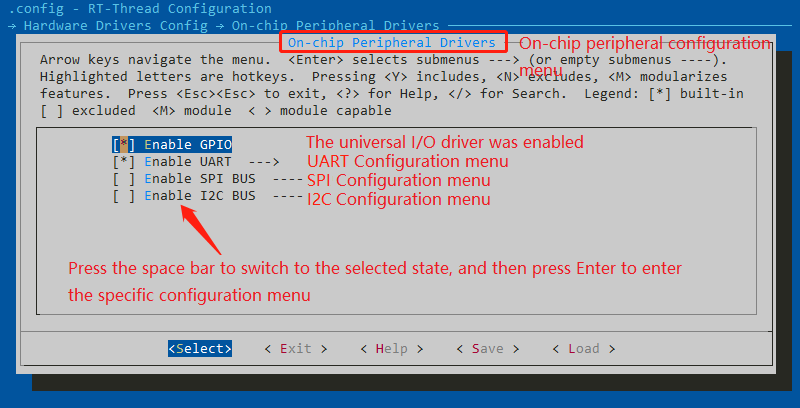 .config - RT-Thread Configuration
→ Hardware Drivers Config → On-chip Peripheral Drivers
On-chip Peripheral Drivers
On-chip peripheral configuration
menu
Arrow keys navigate the menu.  <Enter> selects submenus ---> (or empty submenus ----).
Highlighted letters are hotkeys.  Pressing <Y> includes, <N> excludes, <M> modularizes
features.  Press <Esc><Esc> to exit, <?> for Help, </> for Search.  Legend: [*] built-in
[ ] excluded  <M> module  < > module capable
[*] Enable GPIO The universal I/O driver was enabled
[*] Enable UART  ---> UART Configuration menu
[ ] Enable SPI BUS  ---- SPI Configuration menu
[ ] Enable I2C BUS  ---- I2C Configuration menu
Press the space bar to switch to the selected state, and then press Enter to enter
the specific configuration menu
<Select>    < Exit >    < Help >    < Save >    < Load >